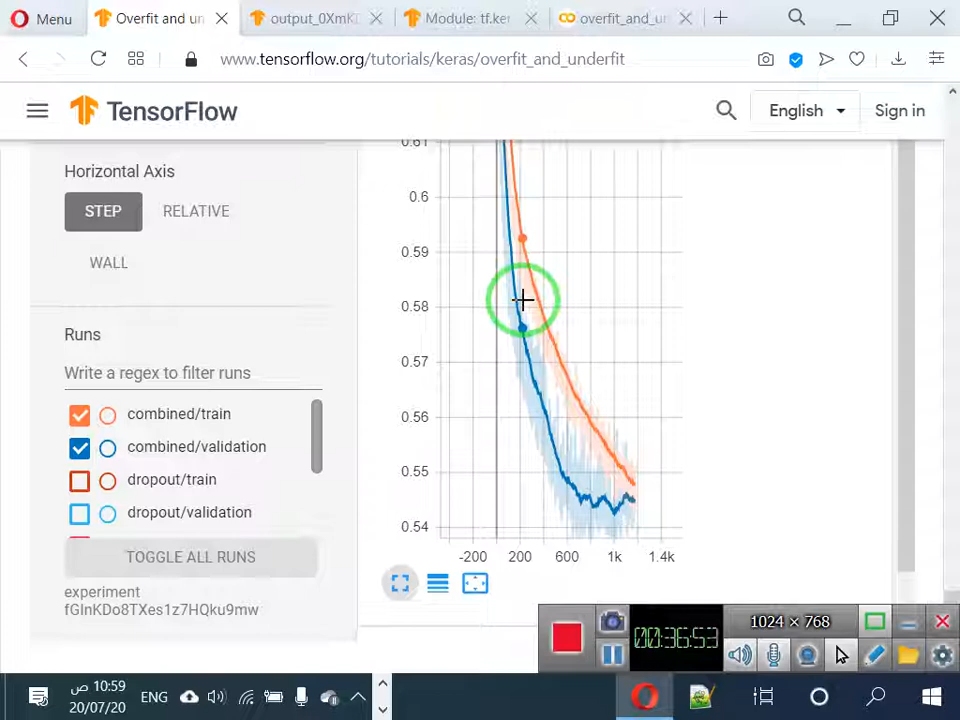 Menu
Overfit and un
output_0XmKD
Module: tf.ker
overfit_and_u
www.tensorflow.org/tutorials/keras/overfit_and_underfit
TensorFlow
English
Sign in
Horizontal Axis
STEP
RELATIVE
WALL
Runs
Write a regex to filter runs
combined/train
combined/validation
dropout/train
dropout/validation
TOGGLE ALL RUNS
experiment
fGlnKDo8TXes1z7HQku9mw
0.61
0.6
0.59
0.58
0.57
0.56
0.55
0.54
-200 200 600 1k 1.4k
00:36:53
1024 × 768
10:59 ص
20/07/20
ENG